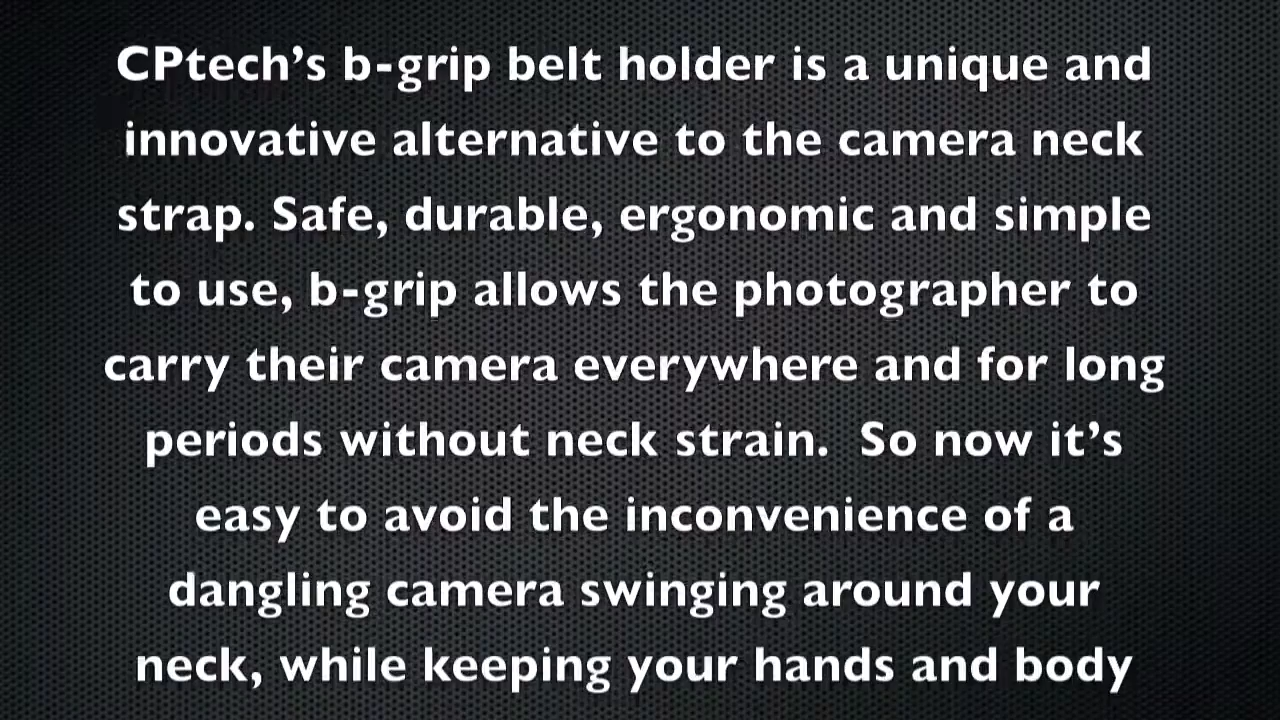 CPtech’s b-grip belt holder is a unique and
innovative alternative to the camera neck
strap. Safe, durable, ergonomic and simple
to use, b-grip allows the photographer to
carry their camera everywhere and for long
periods without neck strain.  So now it’s
easy to avoid the inconvenience of a
dangling camera swinging around your
neck, while keeping your hands and body